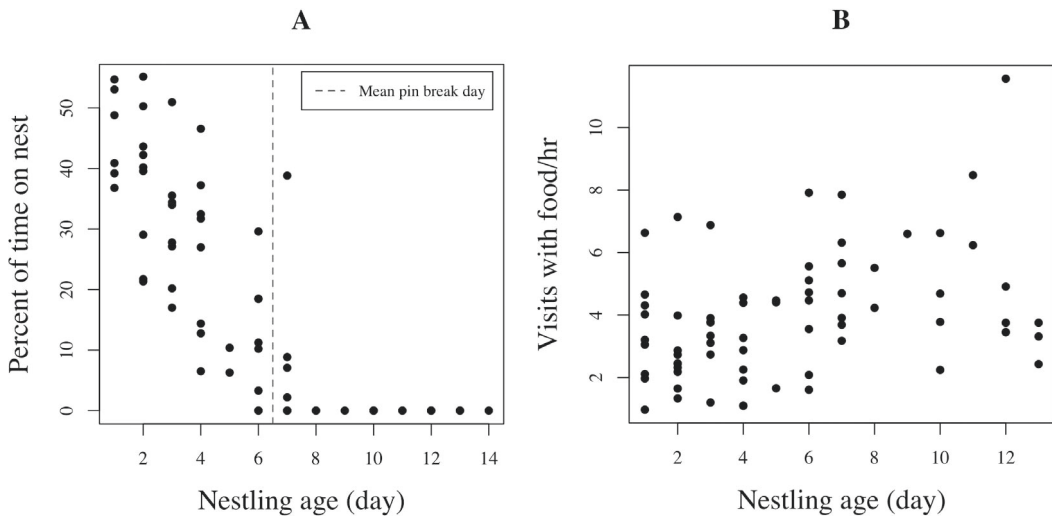 A
Percent of time on nest
50
40
30
20
10
0
Mean pin break day
2 4 6 8 10 12 14
Nestling age (day)
B
Visits with food/hr
10
8
6
4
2
2 4 6 8 10 12
Nestling age (day)